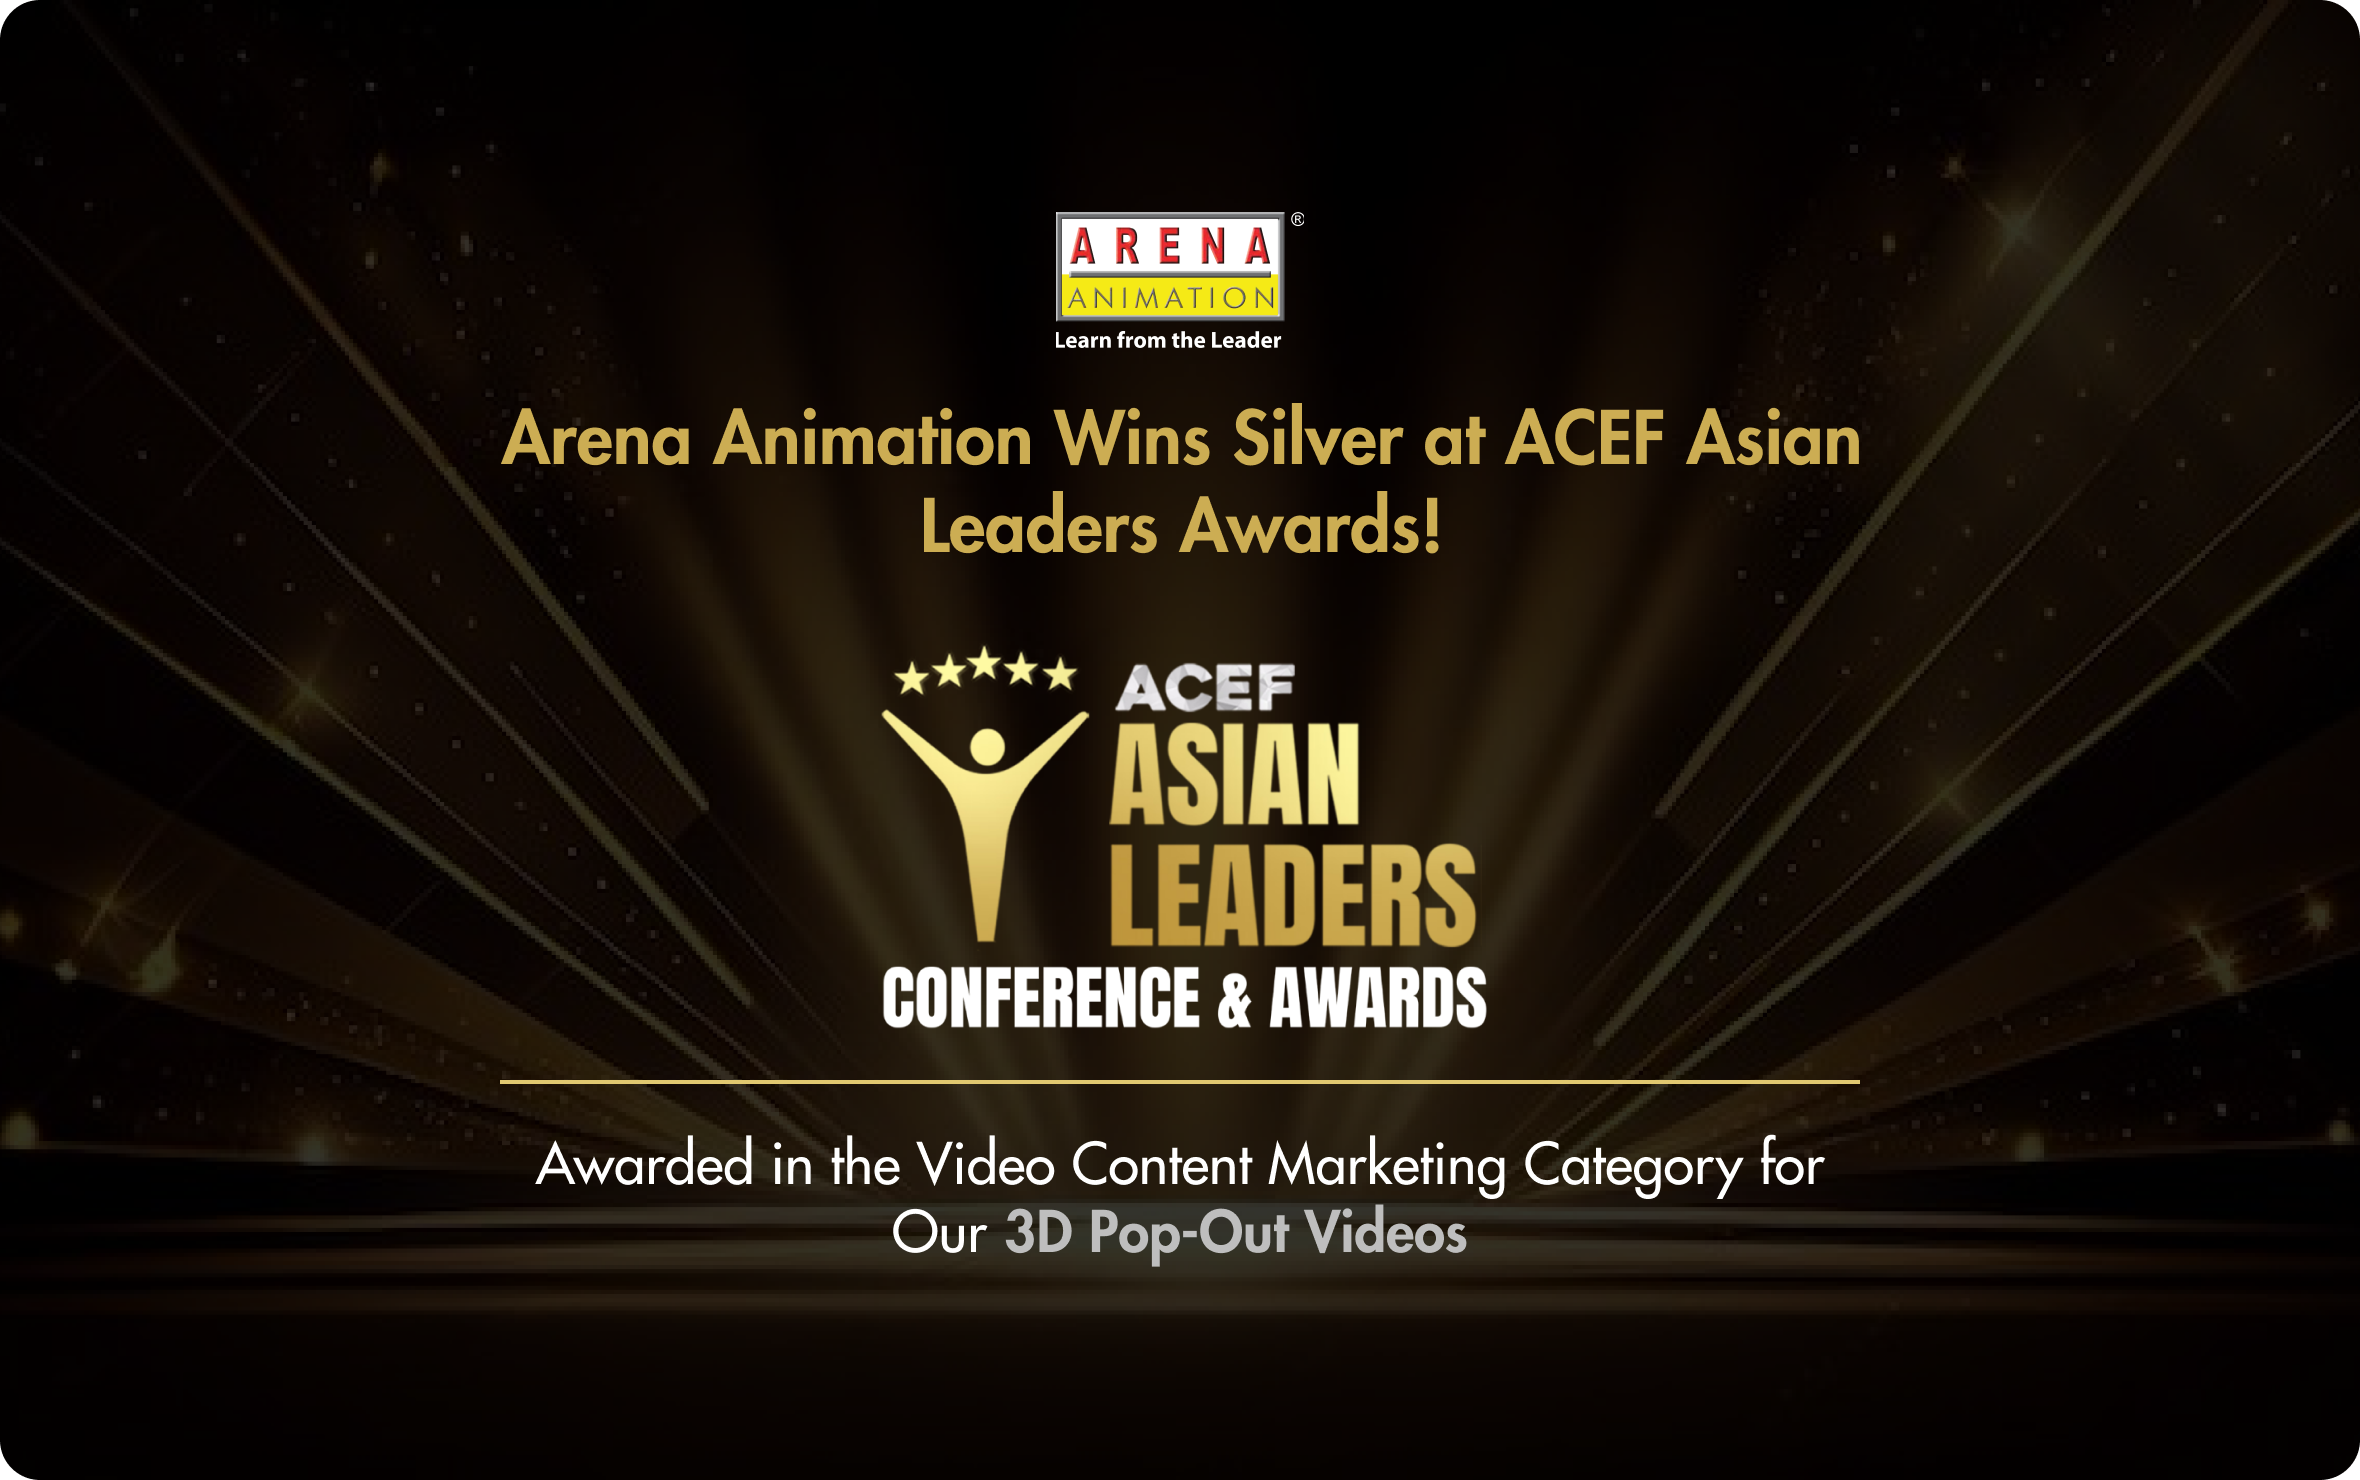 ARENA ®
ANIMATION
Learn from the Leader
Arena Animation Wins Silver at ACEF Asian
Leaders Awards!
ACEF
ASIAN
LEADERS
CONFERENCE & AWARDS
Awarded in the Video Content Marketing Category for
Our 3D Pop-Out Videos